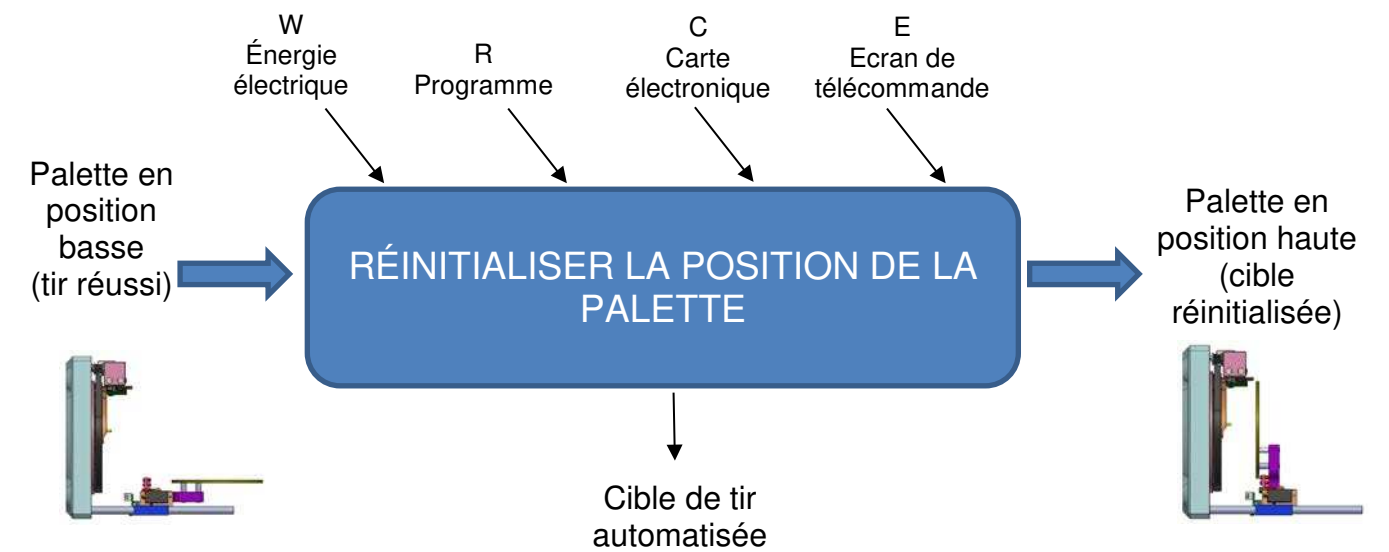 W
Énergie
électrique
R
Programme
C
Carte
électronique
E
Ecran de
télécommande
Palette en
position
basse
(tir réussi)
RÉINITIALISER LA POSITION DE LA
PALETTE
Palette en
position haute
(cible
réinitialisée)
Cible de tir
automatisée